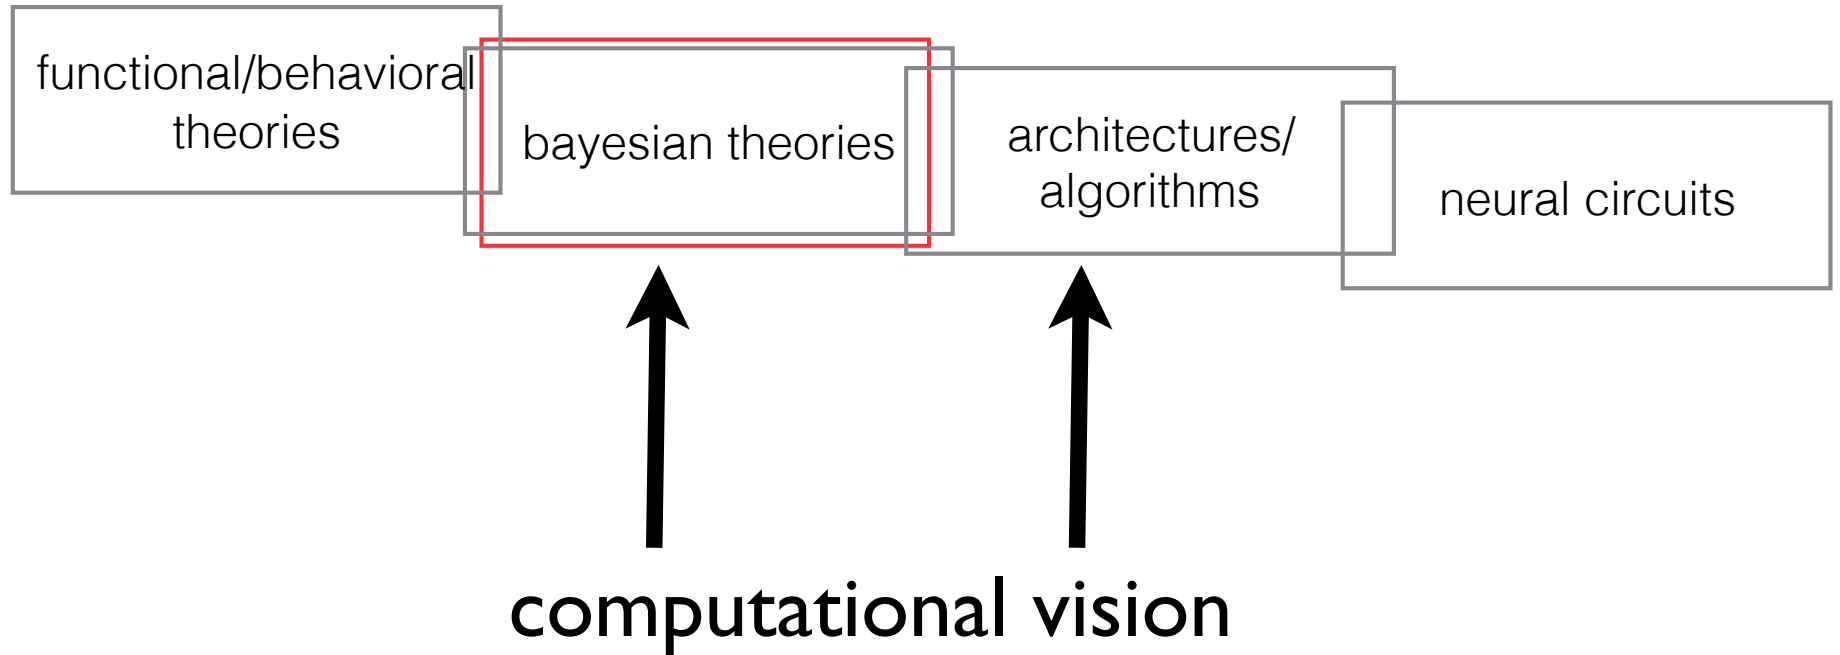 functional/behavioral
theories
bayesian theories
architectures/
algorithms
neural circuits
computational vision